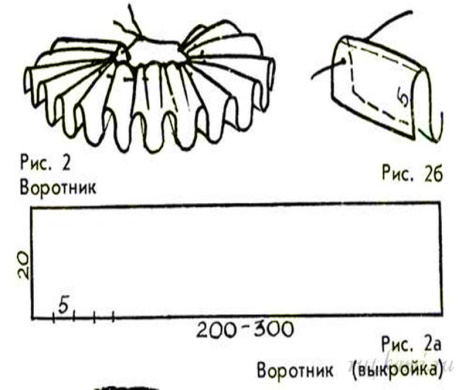 Рис. 2
Воротник
5
Рис. 2б
20
5
200-300
Рис. 2а
Воротник (выкройка)